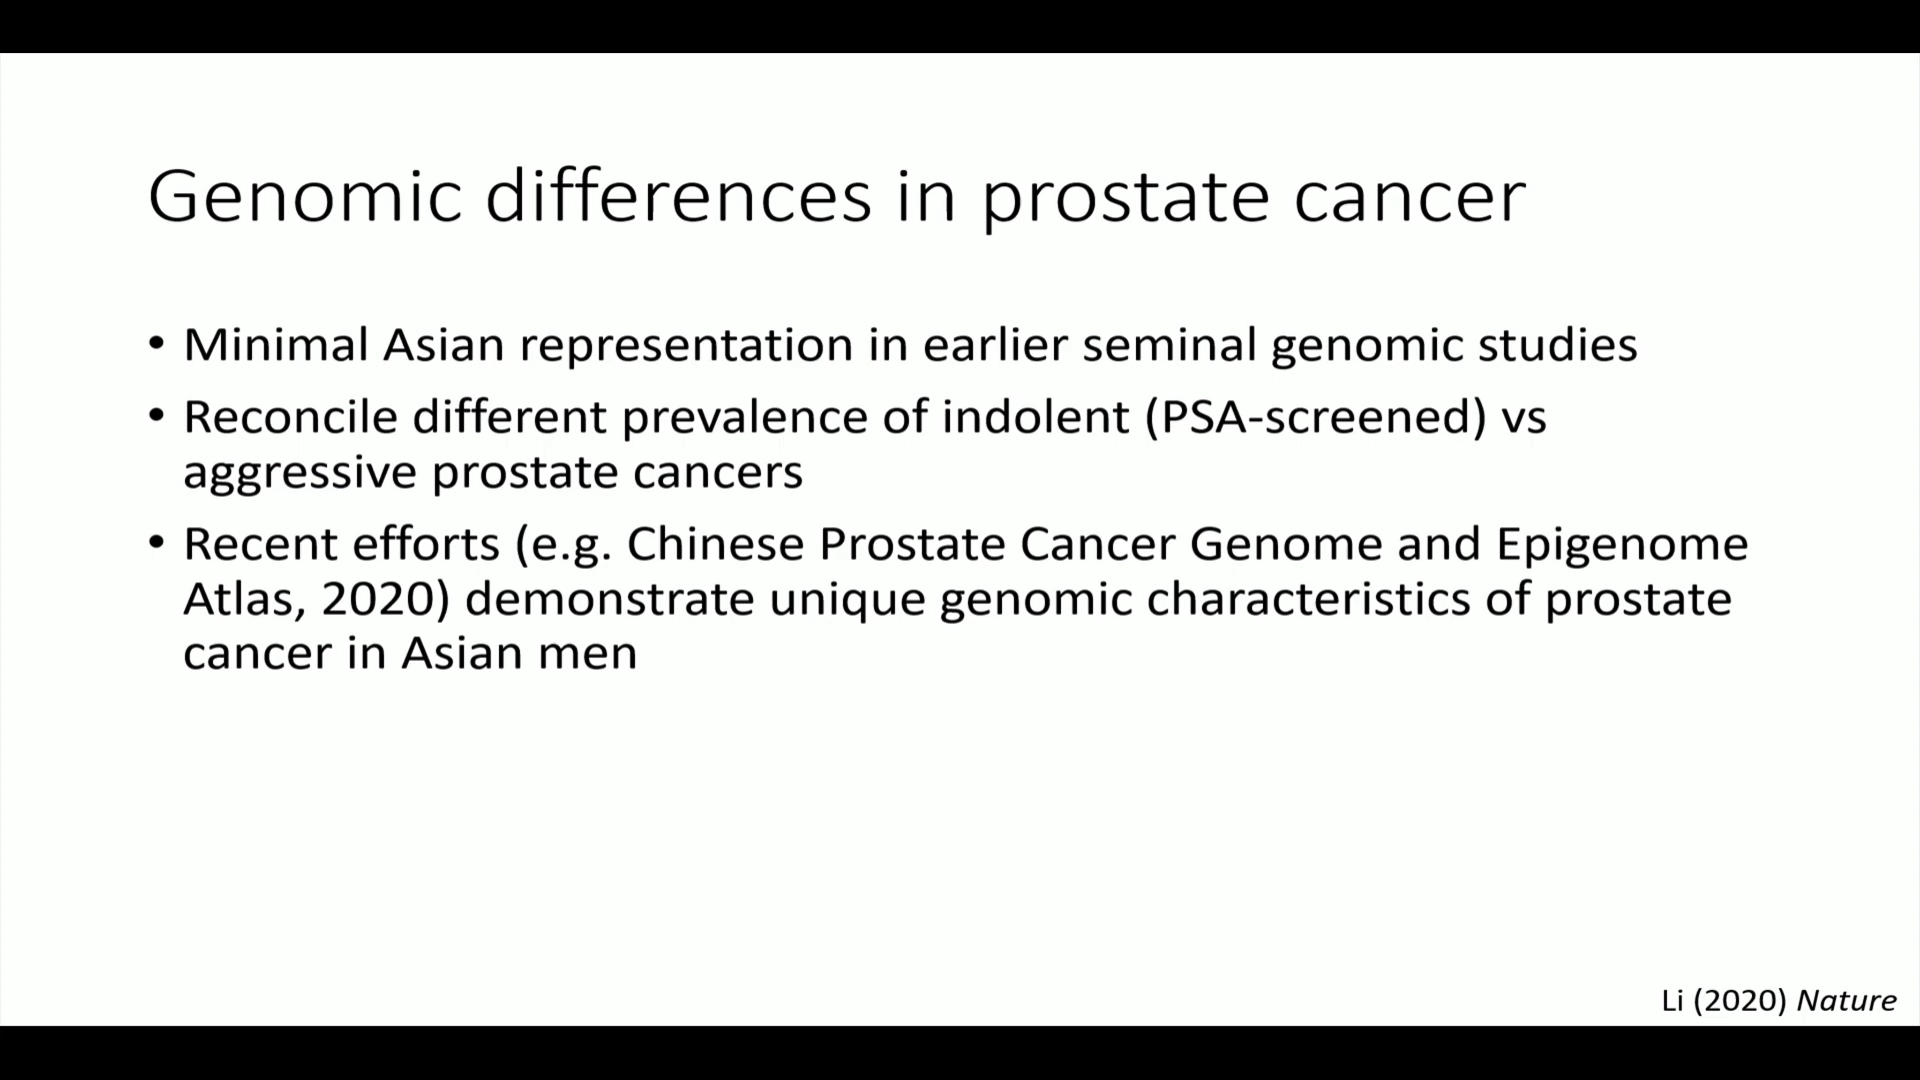 Genomic differences in prostate cancer
• Minimal Asian representation in earlier seminal genomic studies
• Reconcile different prevalence of indolent (PSA-screened) vs
aggressive prostate cancers
• Recent efforts (e.g. Chinese Prostate Cancer Genome and Epigenome
Atlas, 2020) demonstrate unique genomic characteristics of prostate
cancer in Asian men
Li (2020) Nature